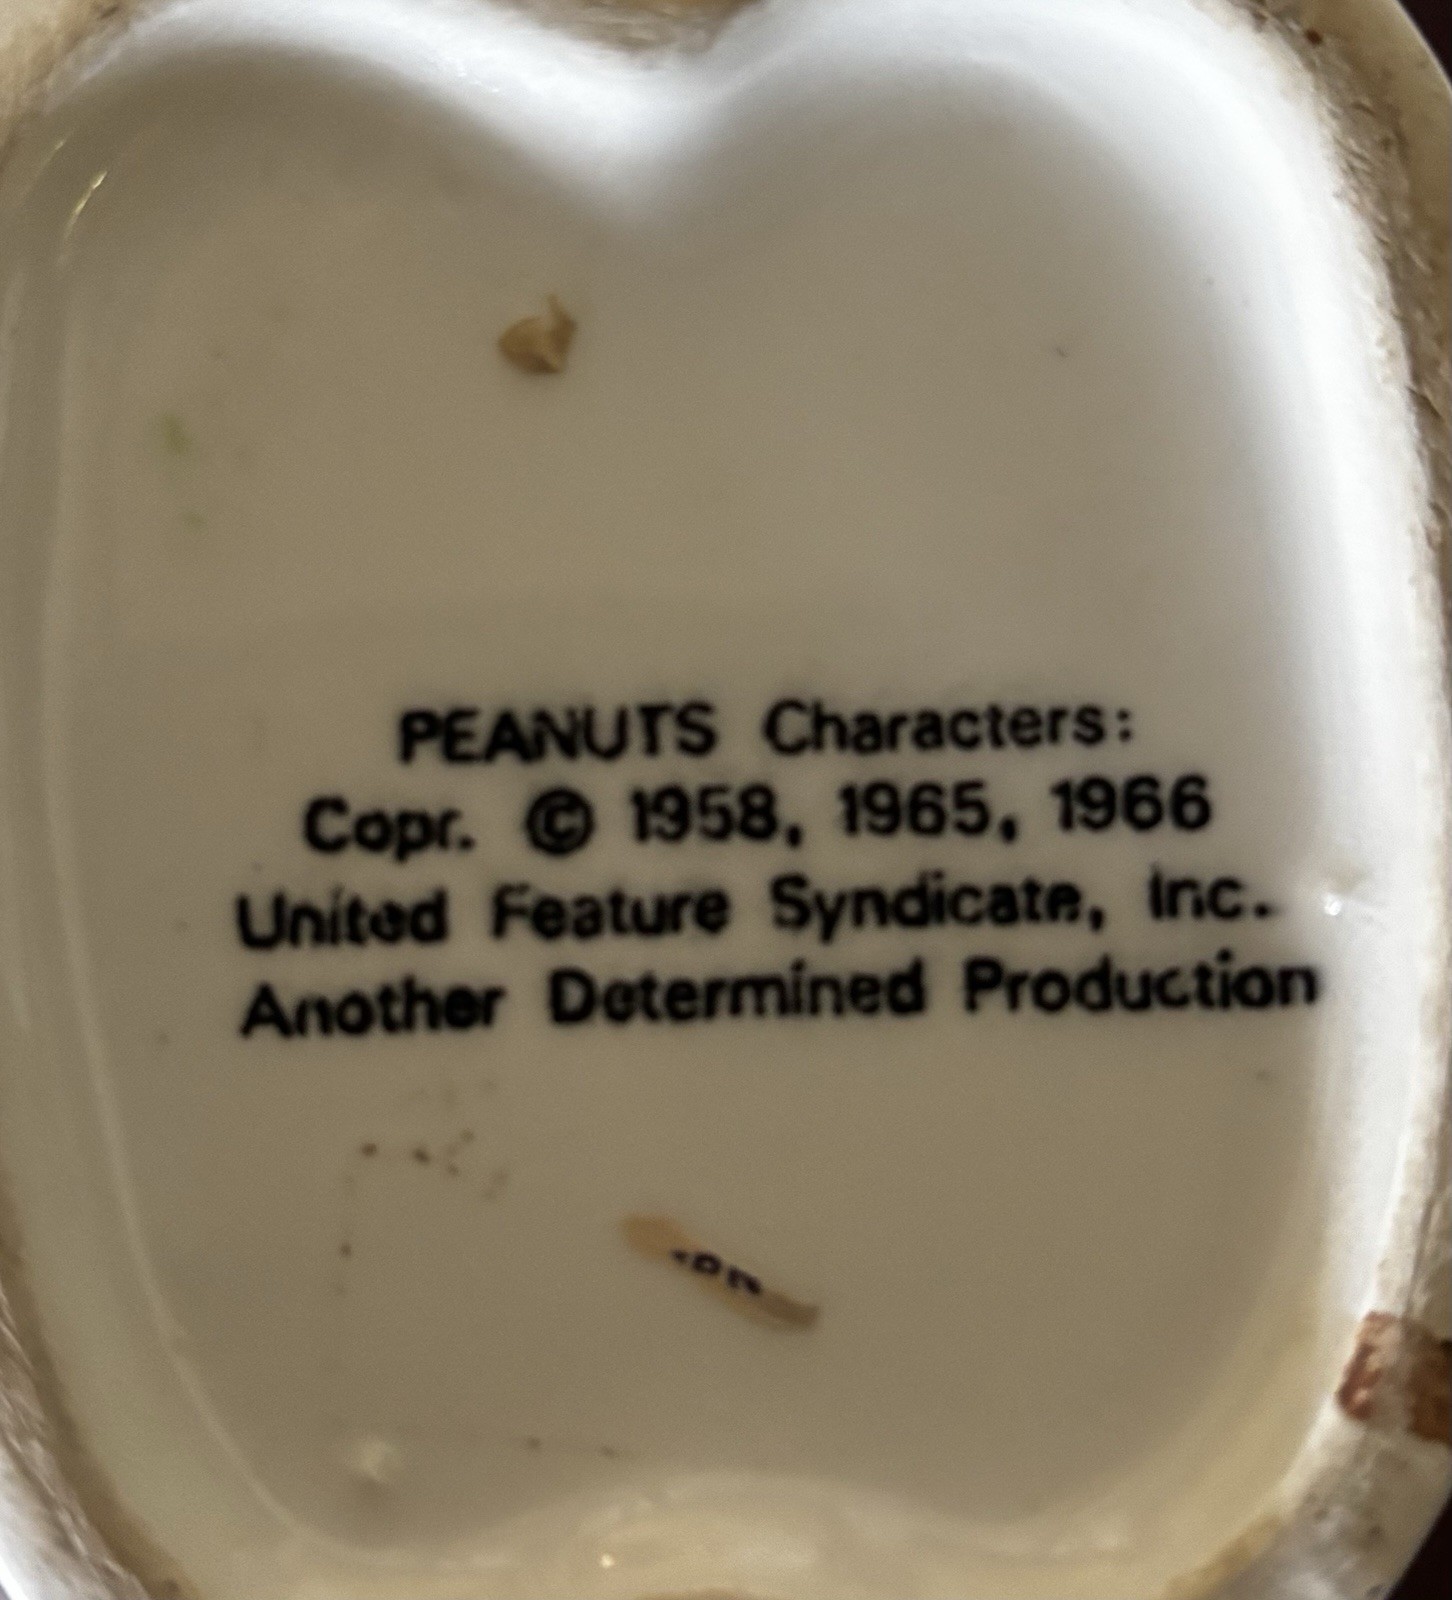 PEANUTS Characters:
Copr. © 1958, 1965, 1966
United Feature Syndicate, Inc.
Another Determined Production